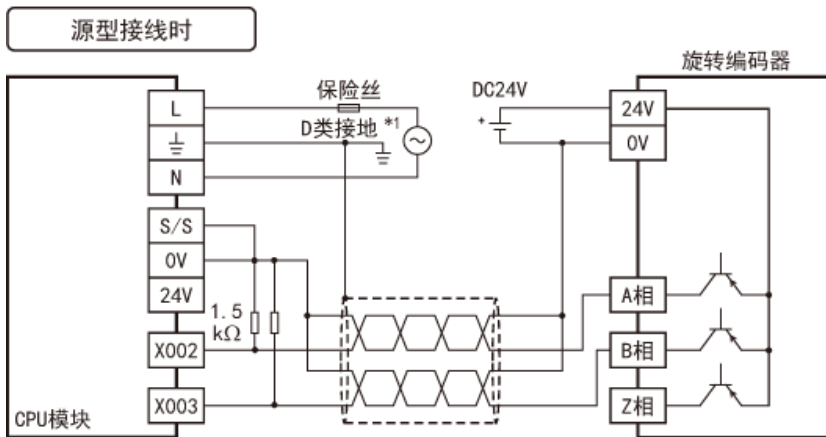 源型接线时
旋转编码器
L
N
S/S
0V
24V
X002
X003
CPU模块
1.5
kΩ
保险丝
D类接地 *1
DC24V
+
24V
0V
A相
B相
Z相